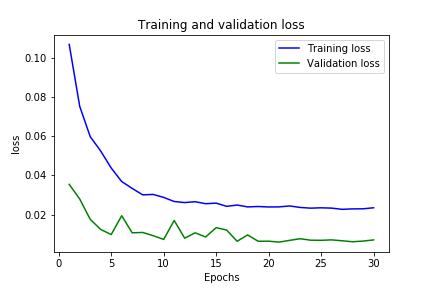 Training and validation loss
Training loss
Validation loss
0.10
0.08
0.06
0.04
0.02
loss
0
5
10
15
20
25
30
Epochs